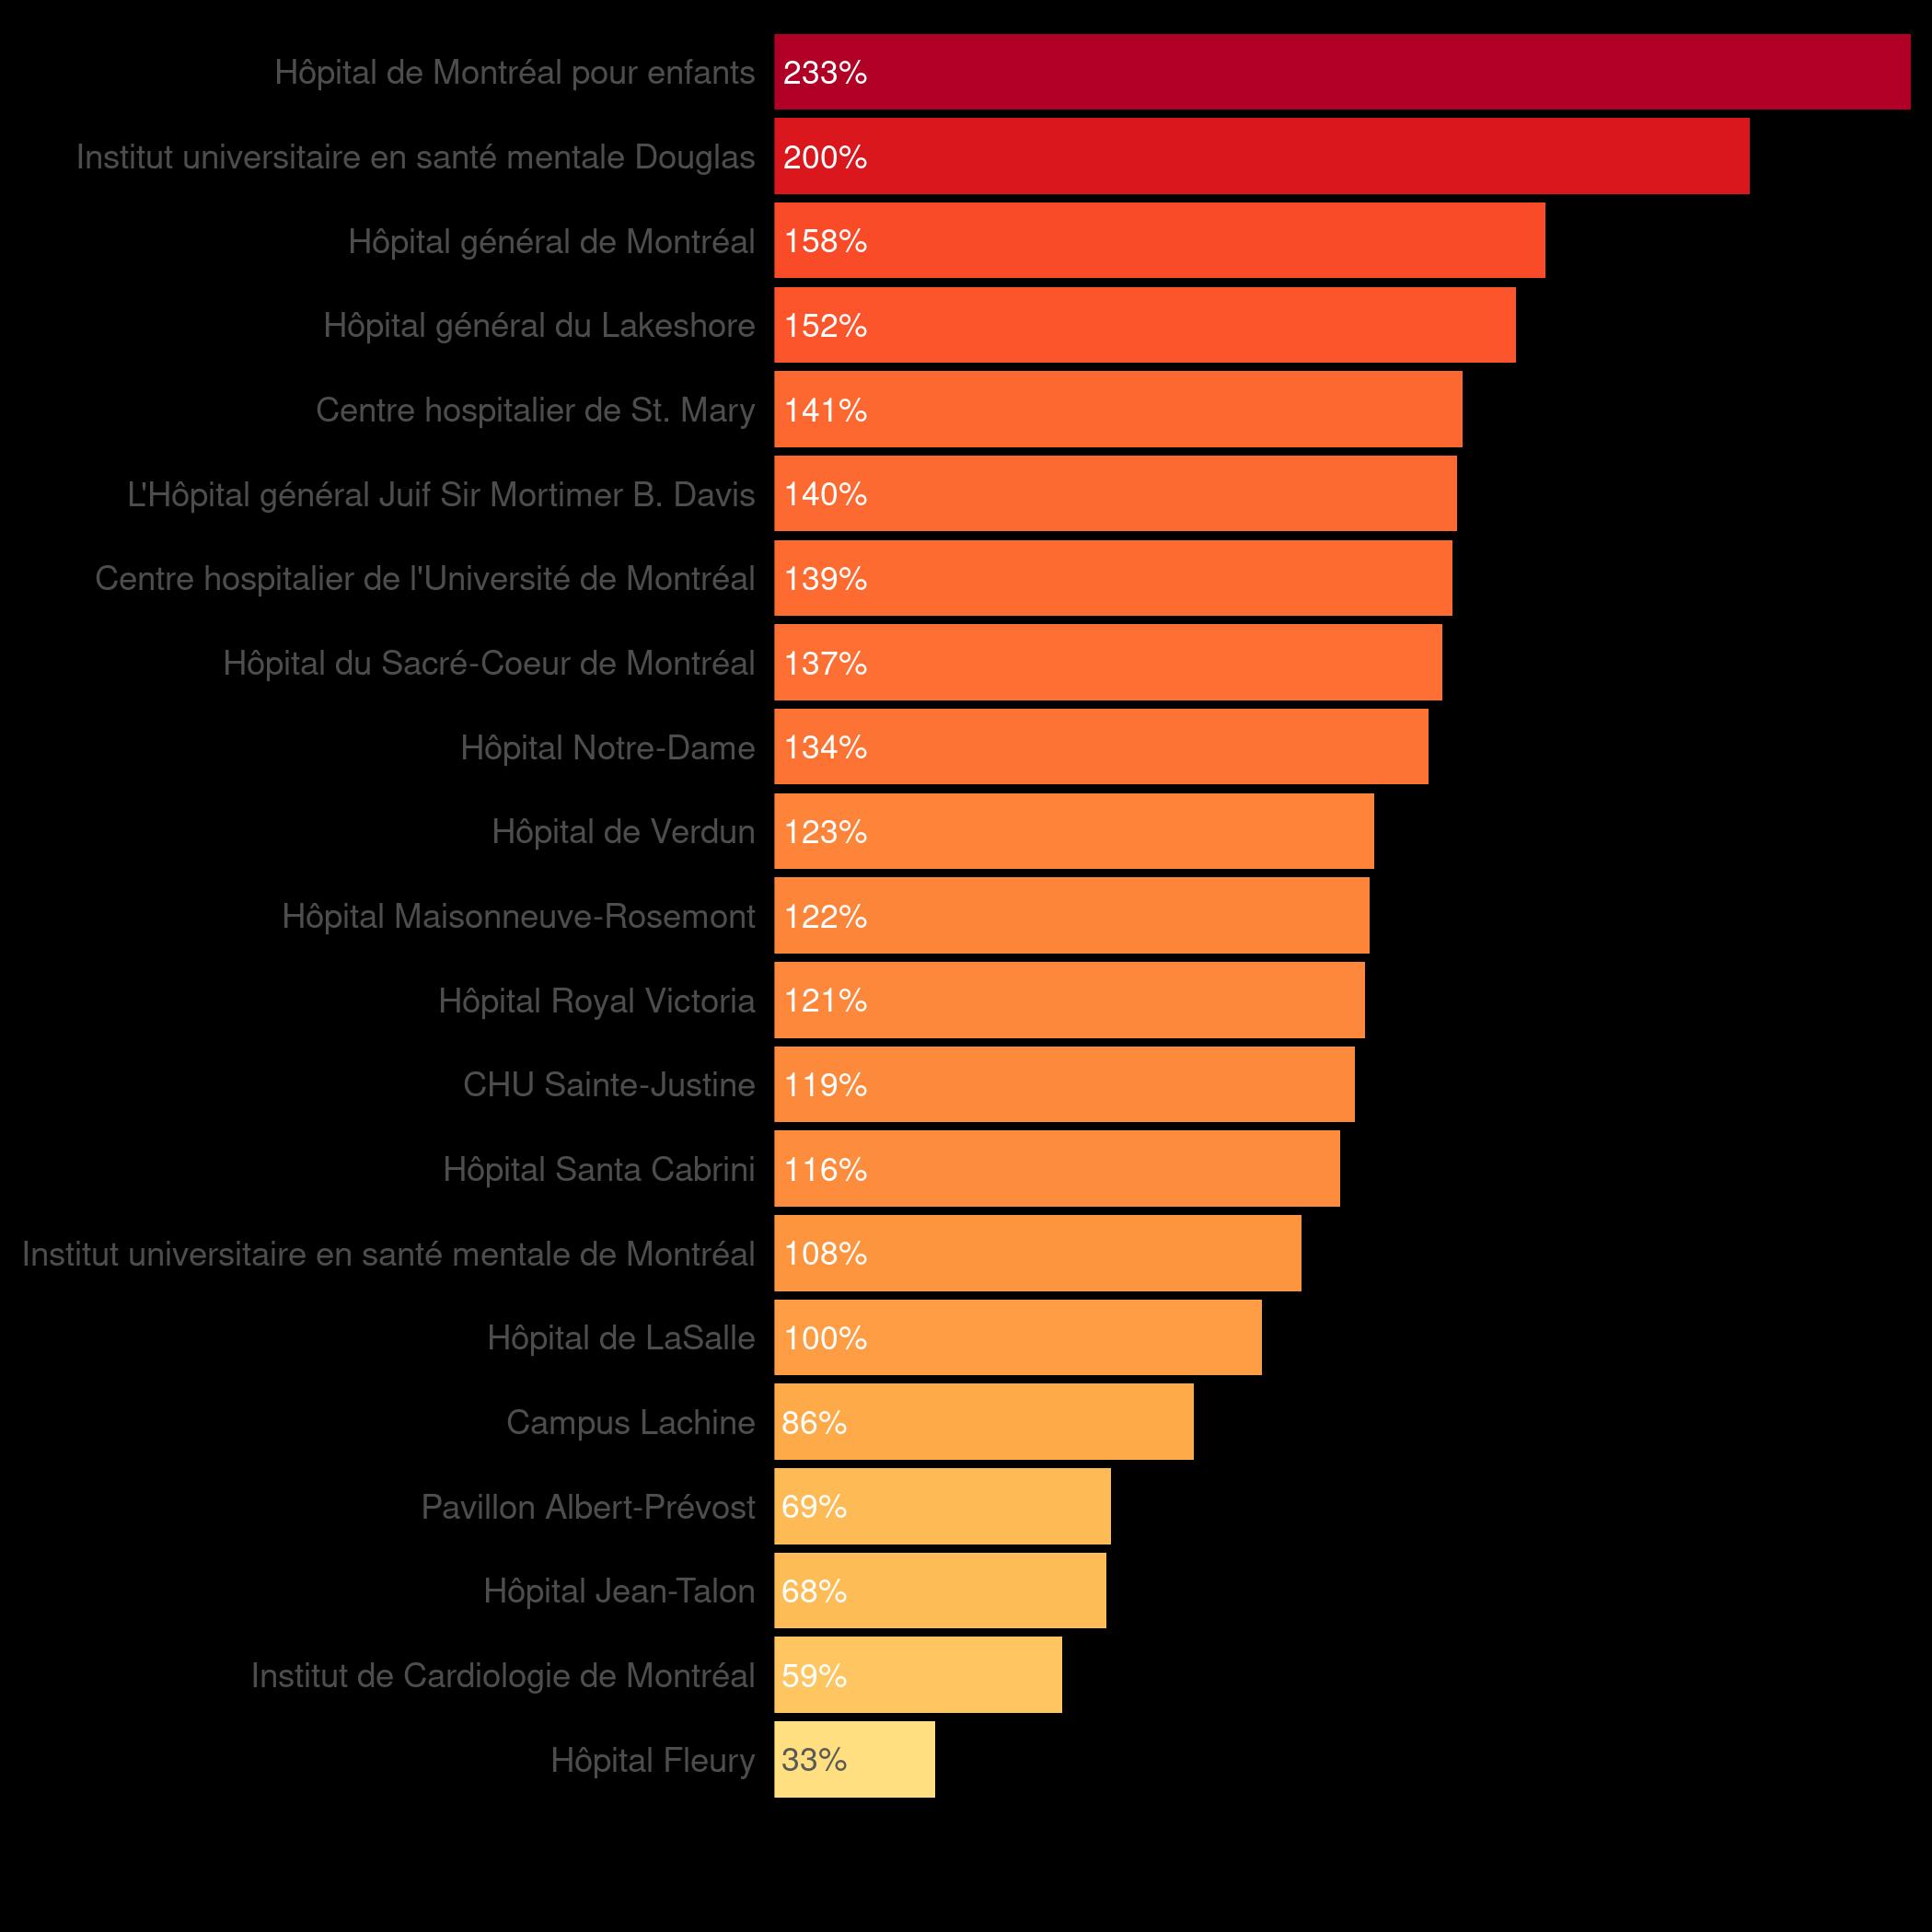 Hôpital de Montréal pour enfants 233%
Institut universitaire en santé mentale Douglas 200%
Hôpital général de Montréal 158%
Hôpital général du Lakeshore 152%
Centre hospitalier de St. Mary 141%
L'Hôpital général Juif Sir Mortimer B. Davis 140%
Centre hospitalier de l'Université de Montréal 139%
Hôpital du Sacré-Coeur de Montréal 137%
Hôpital Notre-Dame 134%
Hôpital de Verdun 123%
Hôpital Maisonneuve-Rosemont 122%
Hôpital Royal Victoria 121%
CHU Sainte-Justine 119%
Hôpital Santa Cabrini 116%
Institut universitaire en santé mentale de Montréal 108%
Hôpital de LaSalle 100%
Campus Lachine 86%
Pavillon Albert-Prévost 69%
Hôpital Jean-Talon 68%
Institut de Cardiologie de Montréal 59%
Hôpital Fleury 33%